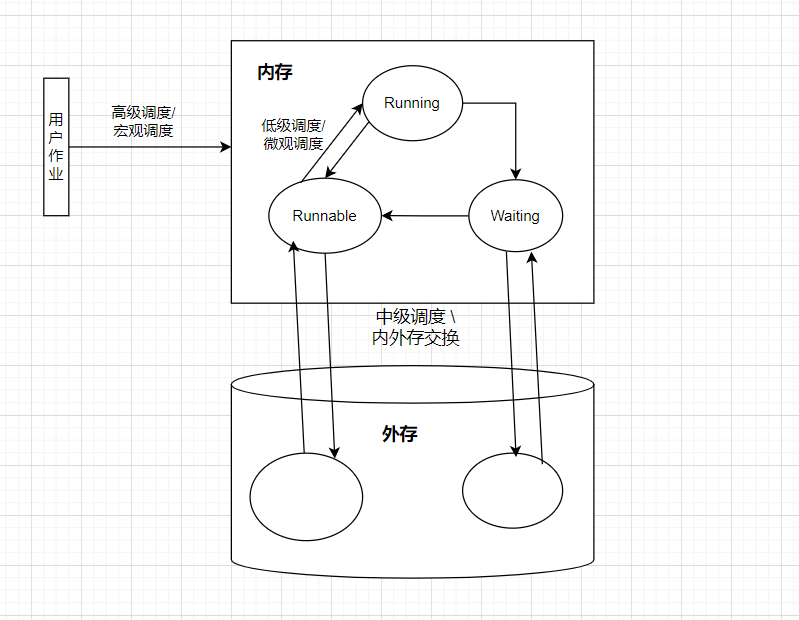 内存
Running
用户作业
高级调度/
宏观调度
低级调度/
微观调度
Runnable
Waiting
中级调度 \
内外存交换
外存